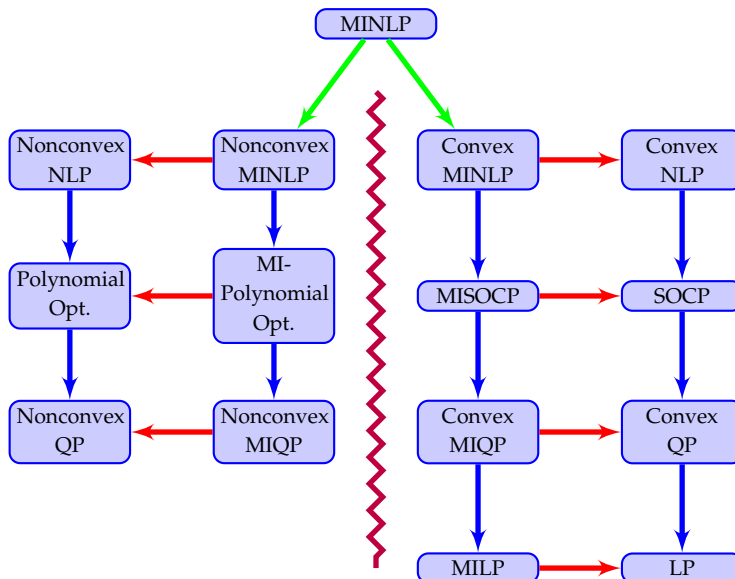 MINLP
Nonconvex
NLP
Nonconvex
MINLP
Convex
MINLP
Convex
NLP
Polynomial
Opt.
MI-
Polynomial
Opt.
MISOCP
SOCP
Nonconvex
QP
Nonconvex
MIQP
Convex
MIQP
Convex
QP
MILP
LP